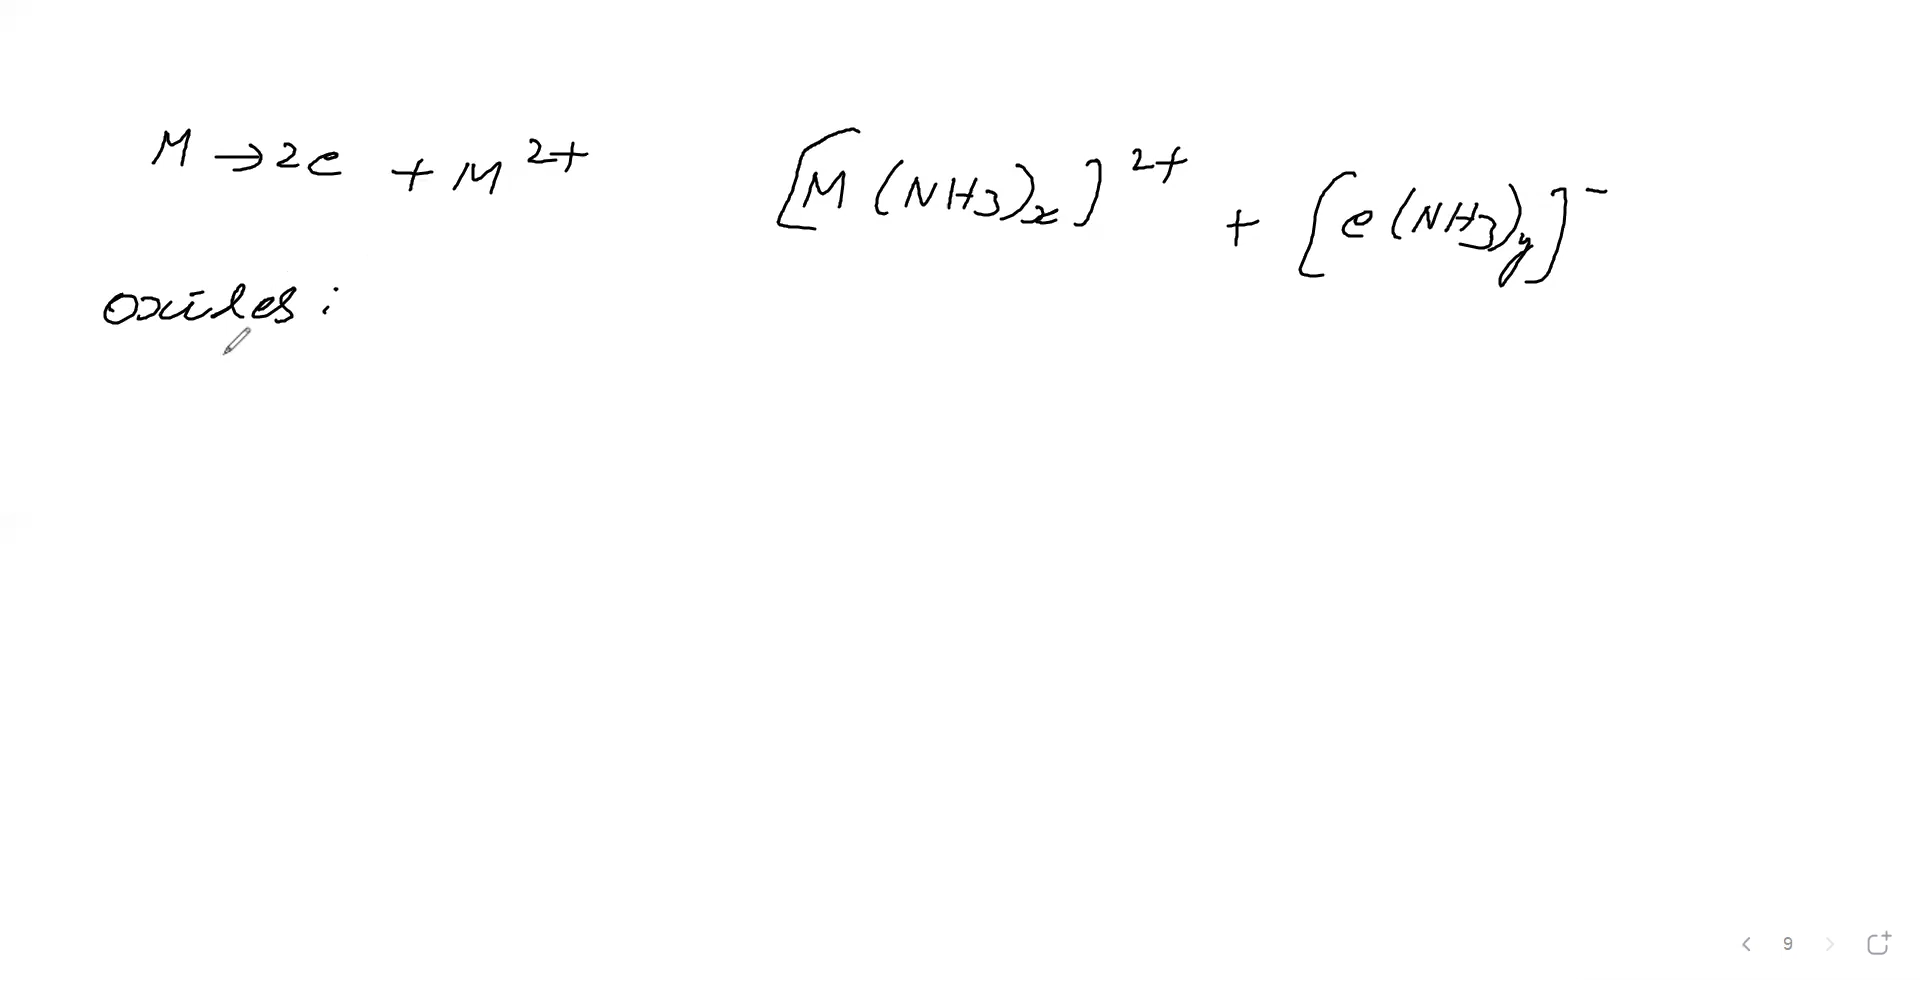 M → 2e + M²⁺ [M(NH3)ₓ]²⁺ + [e(NH3)ᵧ]⁻
oxides:
9